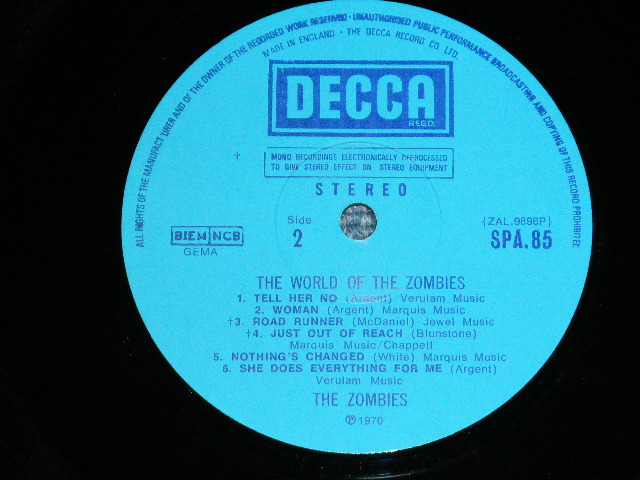 ALL RIGHTS OF THE MANUFACTURER AND OF THE OWNER OF THE RECORDED WORK RESERVED · UNAUTHORISED PUBLIC PERFORMANCE BROADCASTING AND COPYING OF THIS RECORD PROHIBITED
MADE IN ENGLAND · THE DECCA RECORD CO. LTD.
DECCA
REGD.
†
MONO RECORDINGS ELECTRONICALLY REPROCESSED
TO GIVE STEREO EFFECT ON STEREO EQUIPMENT
STEREO
Side
2
{ZAL.9896P}
SPA.85
BIEM NCB
GEMA
THE WORLD OF THE ZOMBIES
1. TELL HER NO (Argent) Verulam Music
2. WOMAN (Argent) Marquis Music
†3. ROAD RUNNER (McDaniel) Jewel Music
†4. JUST OUT OF REACH (Blunstone)
Marquis Music/Chappell
5. NOTHING'S CHANGED (White) Marquis Music
6. SHE DOES EVERYTHING FOR ME (Argent)
Verulam Music
THE ZOMBIES
℗ 1970